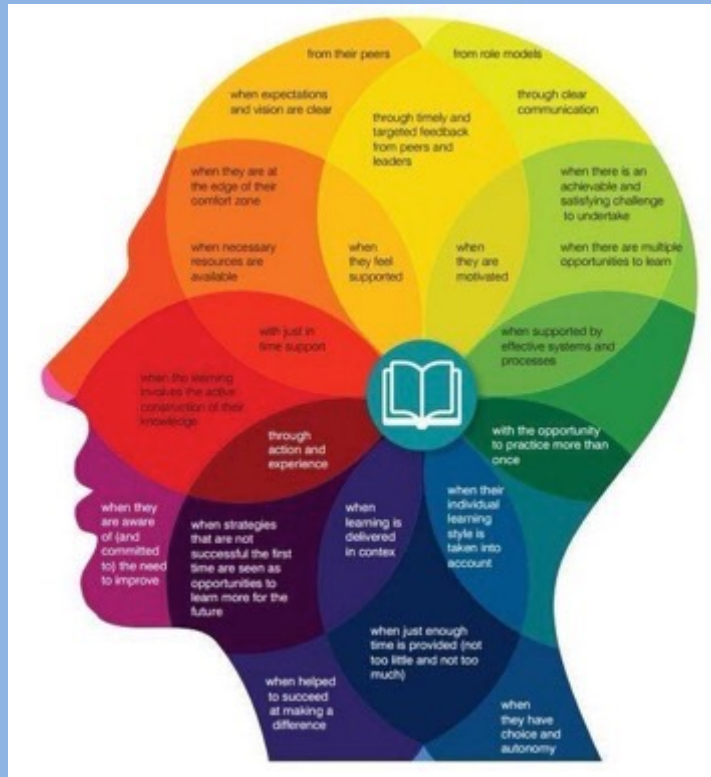 from their peers
from role models
when expectations
and vision are clear
through clear
communication
through timely and
targeted feedback
from peers and
leaders
when they are at
the edge of their
comfort zone
when there is an
achievable and
satisfying challenge
to undertake
when necessary
resources are
available
when
they feel
supported
when
they are
motivated
when there are multiple
opportunities to learn
with just in
time support
when supported by
effective systems and
processes
when the learning
involves the active
construction of their
knowledge
through
action and
experience
with the opportunity
to practice more than
once
when they
are aware
of (and
committed
to) the need
to improve
when strategies
that are not
successful the first
time are seen as
opportunities to
learn more for the
future
when
learning is
delivered
in contex
when their
individual
learning
style is
taken into
account
when just enough
time is provided (not
too little and not too
much)
when helped
to succeed
at making a
difference
when
they have
choice and
autonomy